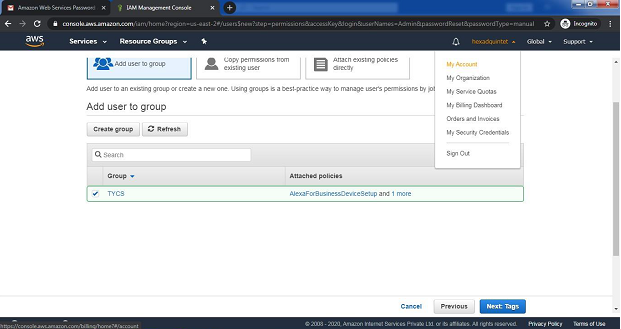 Amazon Web Services Password
IAM Management Console
console.aws.amazon.com/iam/home?region=us-east-2#/users$new?step=permissions&accessKey&login&userNames=Admin&passwordReset&passwordType=manual
Incognito
aws
Services
Resource Groups
hexadquintet
Global
Support
Add user to group
Copy permissions from
existing user
Attach existing policies
directly
My Account
My Organization
My Service Quotas
My Billing Dashboard
Orders and Invoices
My Security Credentials
Sign Out
Add user to an existing group or create a new one. Using groups is a best-practice way to manage user's permissions by
Add user to group
Create group
Refresh
Search
Group
Attached policies
TYCS
AlexaForBusinessDeviceSetup and 1 more
Cancel
Previous
Next: Tags
https://console.aws.amazon.com/billing/home?#/account
© 2008 - 2020, Amazon Internet Services Private Ltd. or its affiliates. All rights reserved.
Privacy Policy
Terms of Use